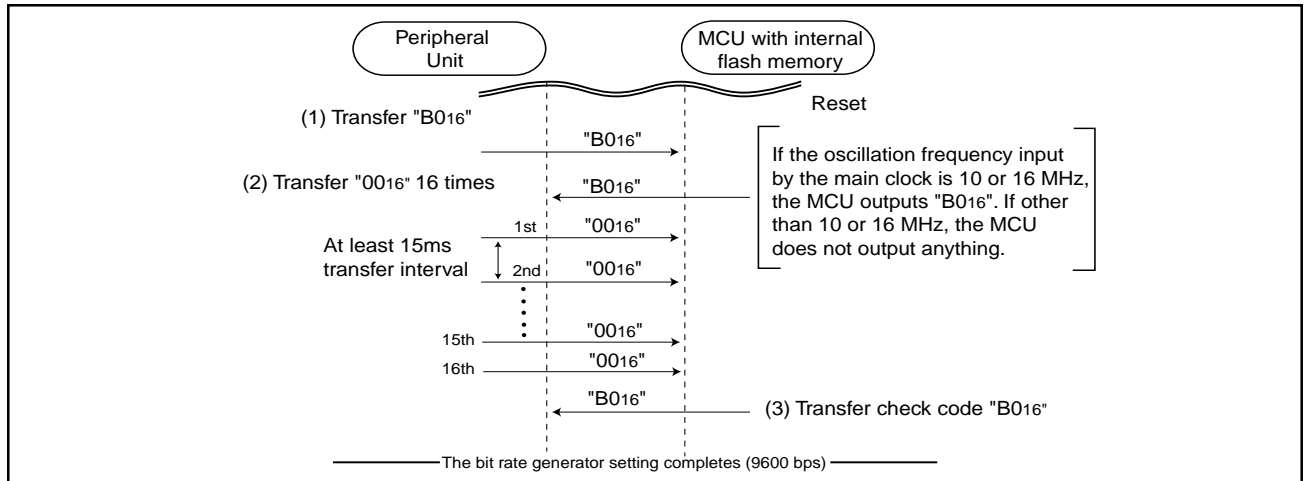 Peripheral
Unit
MCU with internal
flash memory
Reset
(1) Transfer "B016"
"B016"
If the oscillation frequency input
by the main clock is 10 or 16 MHz,
the MCU outputs "B016". If other
than 10 or 16 MHz, the MCU
does not output anything.
(2) Transfer "0016" 16 times
"B016"
1st
"0016"
At least 15ms
transfer interval
2nd
"0016"
15th
"0016"
16th
"0016"
"B016"
(3) Transfer check code "B016"
The bit rate generator setting completes (9600 bps)